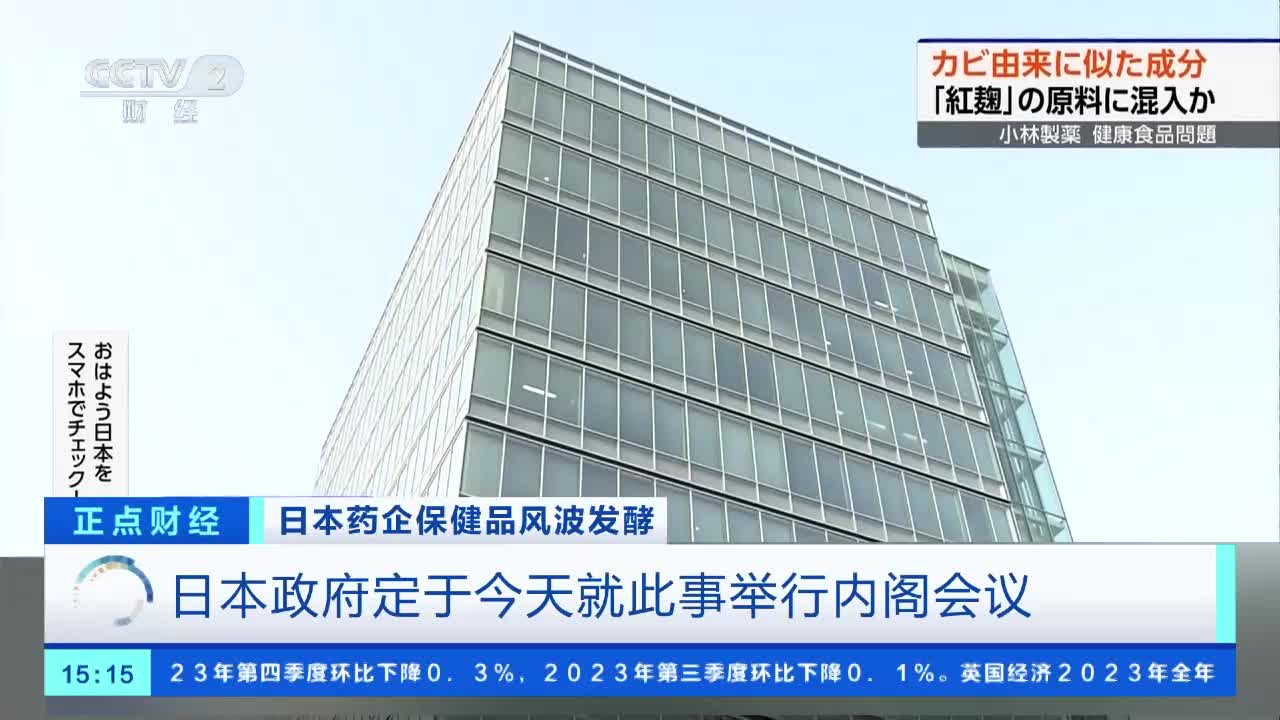 CCTV 2
财 经
カビ由来に似た成分
「紅麹」の原料に混入か
小林製薬 健康食品問題
おはよう日本を
スマホでチェック!
正点财经
日本药企保健品风波发酵
日本政府定于今天就此事举行内阁会议
15:15
23年第四季度环比下降0.3%，2023年第三季度环比下降0.1%。英国经济2023年全年